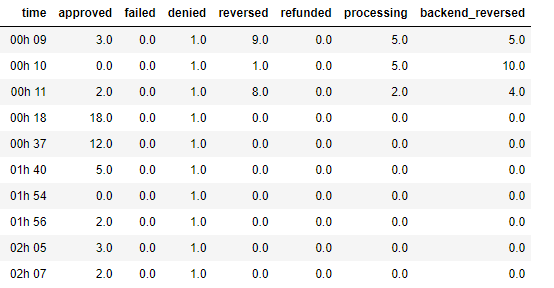 time approved failed denied reversed refunded processing backend_reversed
00h 09 3.0 0.0 1.0 9.0 0.0 5.0 5.0
00h 10 0.0 0.0 1.0 1.0 0.0 5.0 10.0
00h 11 2.0 0.0 1.0 8.0 0.0 2.0 4.0
00h 18 18.0 0.0 1.0 0.0 0.0 0.0 0.0
00h 37 12.0 0.0 1.0 0.0 0.0 0.0 0.0
01h 40 5.0 0.0 1.0 0.0 0.0 0.0 0.0
01h 54 0.0 0.0 1.0 0.0 0.0 0.0 0.0
01h 56 2.0 0.0 1.0 0.0 0.0 0.0 0.0
02h 05 3.0 0.0 1.0 0.0 0.0 0.0 0.0
02h 07 2.0 0.0 1.0 0.0 0.0 0.0 0.0